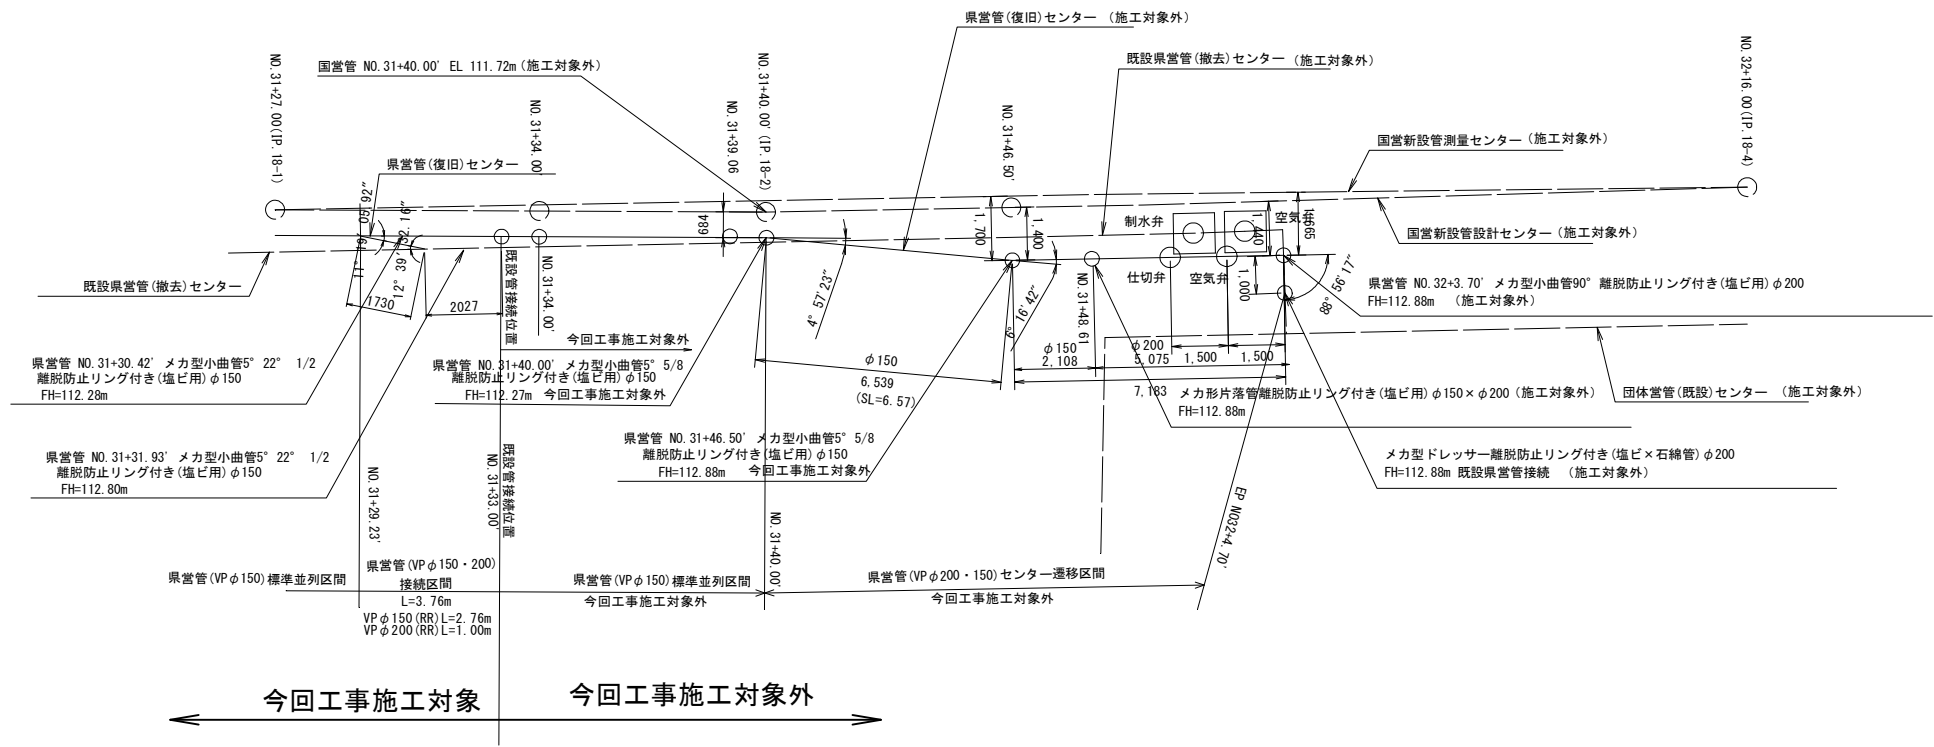 県営管(復旧)センター (施工対象外)
国営管 NO.31+40.00' EL 111.72m(施工対象外)
既設県営管(撤去)センター (施工対象外)
NO.31+27.00(IP.18-1)
NO.31+34.00'
NO.31+39.06
NO.31+40.00'(IP.18-2)
NO.31+46.50'
NO.32+16.00(IP.18-4)
国営新設管測量センター(施工対象外)
県営管(復旧)センター
国営新設管設計センター(施工対象外)
制水弁
空気弁
684
1,700
1,400
1,440
1,665
12° 39' 32.16"
既設県営管(撤去)センター
1730
2027
既設管接続位置
NO.31+34.00'
今回工事施工対象外
4° 57' 23"
6° 16' 42"
NO.31+48.61
仕切弁
空気弁
1,000
88° 56' 17"
県営管 NO.32+3.70' メカ型小曲管90° 離脱防止リング付き(塩ビ用)φ200
FH=112.88m (施工対象外)
県営管 NO.31+30.42' メカ型小曲管5° 22° 1/2
離脱防止リング付き(塩ビ用)φ150
FH=112.28m
県営管 NO.31+40.00' メカ型小曲管5° 5/8
離脱防止リング付き(塩ビ用)φ150
FH=112.27m 今回工事施工対象外
φ150
6,539
(SL=6.57)
φ150
2,108
φ200
5,075
1,500
1,500
7,183
メカ形片落管離脱防止リング付き(塩ビ用)φ150×φ200(施工対象外)
FH=112.88m
団体営管(既設)センター (施工対象外)
県営管 NO.31+31.93' メカ型小曲管5° 22° 1/2
離脱防止リング付き(塩ビ用)φ150
FH=112.80m
県営管 NO.31+46.50' メカ型小曲管5° 5/8
離脱防止リング付き(塩ビ用)φ150
FH=112.88m 今回工事施工対象外
メカ型ドレッサー離脱防止リング付き(塩ビ×石綿管)φ200
FH=112.88m 既設県営管接続 (施工対象外)
NO.31+29.23'
既設管接続位置
NO.31+33.00'
NO.31+40.00'
EP NO32+4.70'
県営管(VPφ150)標準並列区間
県営管(VPφ150・200)
接続区間
L=3.76m
VPφ150(RR)L=2.76m
VPφ200(RR)L=1.00m
県営管(VPφ150)標準並列区間
今回工事施工対象外
県営管(VPφ200・150)センター遷移区間
今回工事施工対象外
今回工事施工対象
今回工事施工対象外